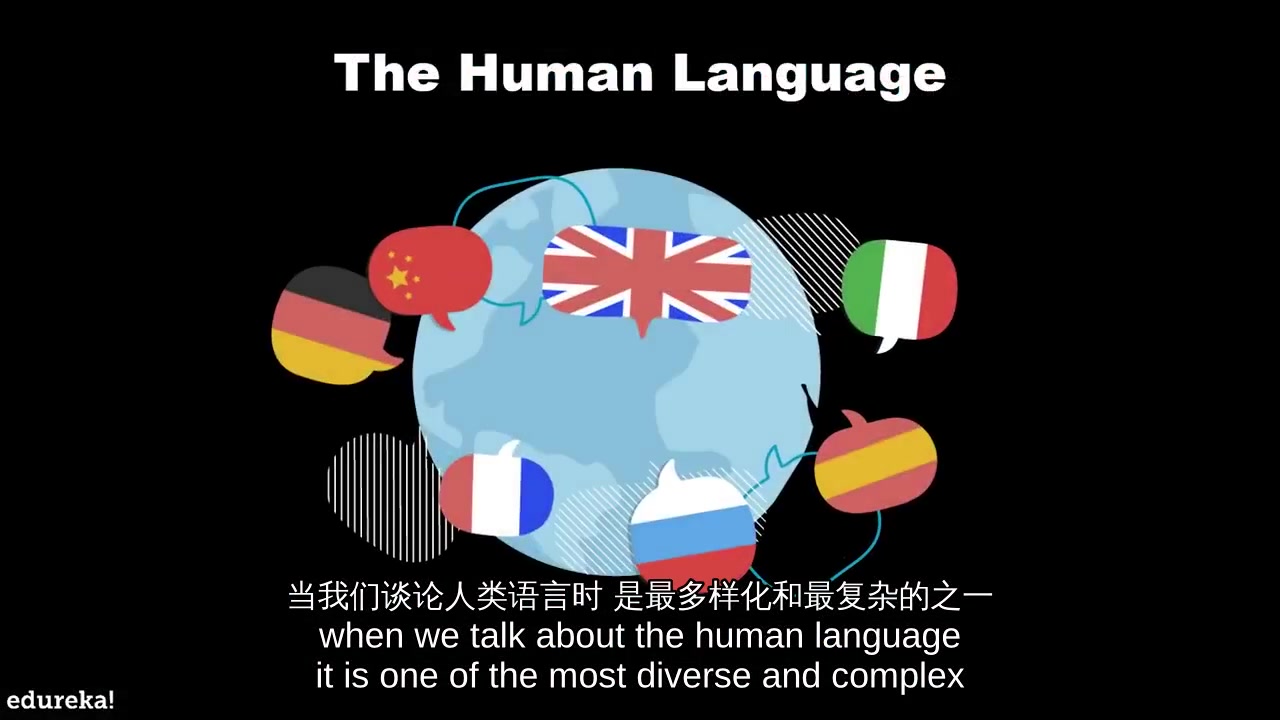 The Human Language
当我们谈论人类语言时 是最多样化和最复杂的之一
when we talk about the human language
it is one of the most diverse and complex
edureka!